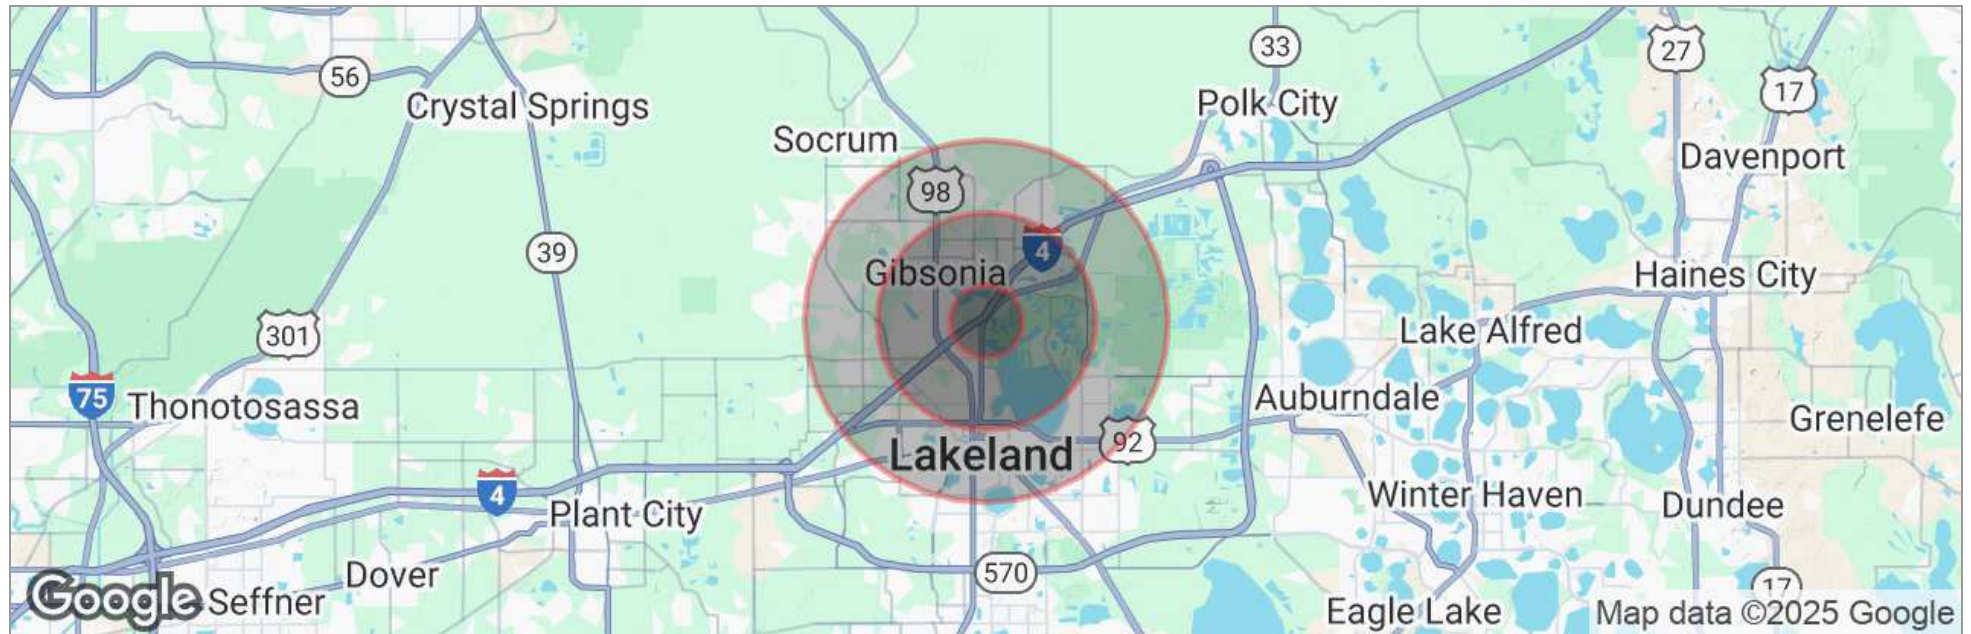 33
27
56
17
Crystal Springs
Polk City
Socrum
Davenport
98
39
4
Gibsonia
Haines City
301
Lake Alfred
75
Thonotosassa
Auburndale
Grenelefe
92
Lakeland
4
Winter Haven
Plant City
Dundee
Dover
570
17
Google
Seffner
Eagle Lake
Map data ©2025 Google